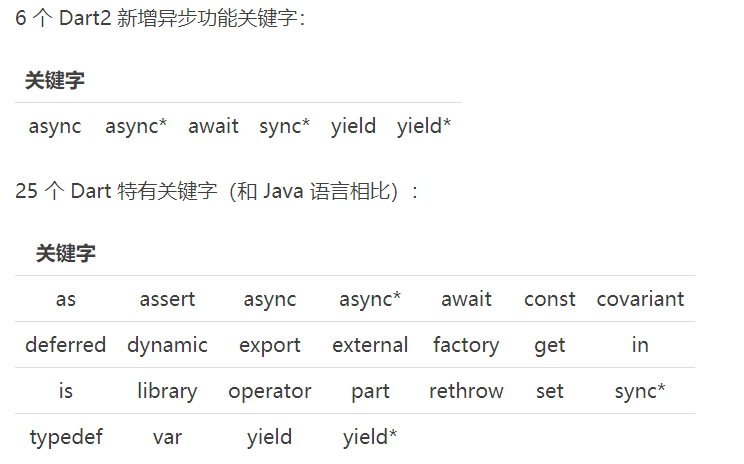 6 个 Dart2 新增异步功能关键字：
关键字
async async* await sync* yield yield*
25 个 Dart 特有关键字（和 Java 语言相比）：
关键字
as assert async async* await const covariant
deferred dynamic export external factory get in
is library operator part rethrow set sync*
typedef var yield yield*